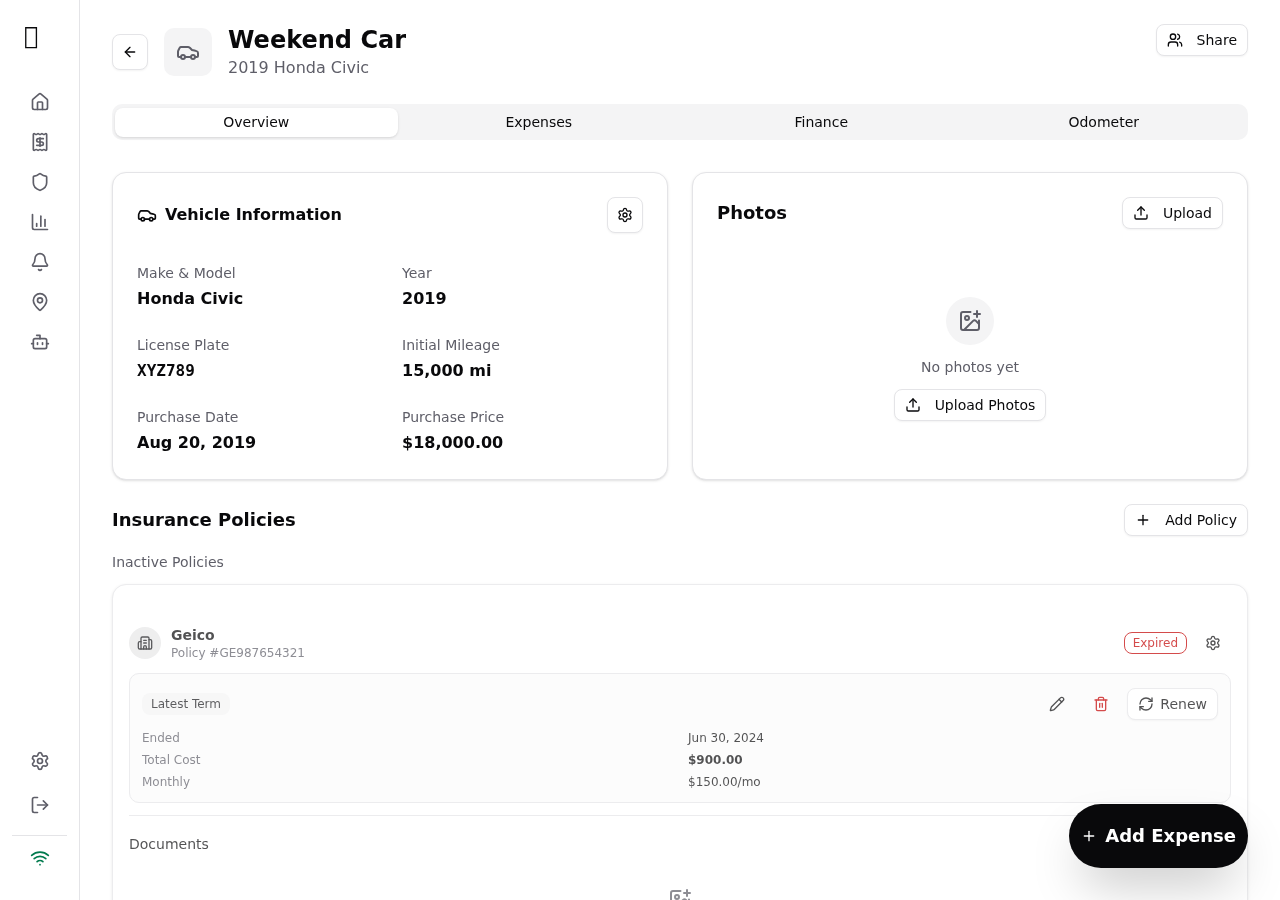 Weekend Car
2019 Honda Civic
Share
Overview
Expenses
Finance
Odometer
Vehicle Information
Make & Model
Honda Civic
Year
2019
License Plate
XYZ789
Initial Mileage
15,000 mi
Purchase Date
Aug 20, 2019
Purchase Price
$18,000.00
Photos
Upload
No photos yet
Upload Photos
Insurance Policies
Add Policy
Inactive Policies
Geico
Policy #GE987654321
Expired
Latest Term
Renew
Ended
Jun 30, 2024
Total Cost
$900.00
Monthly
$150.00/mo
Documents
Add Expense